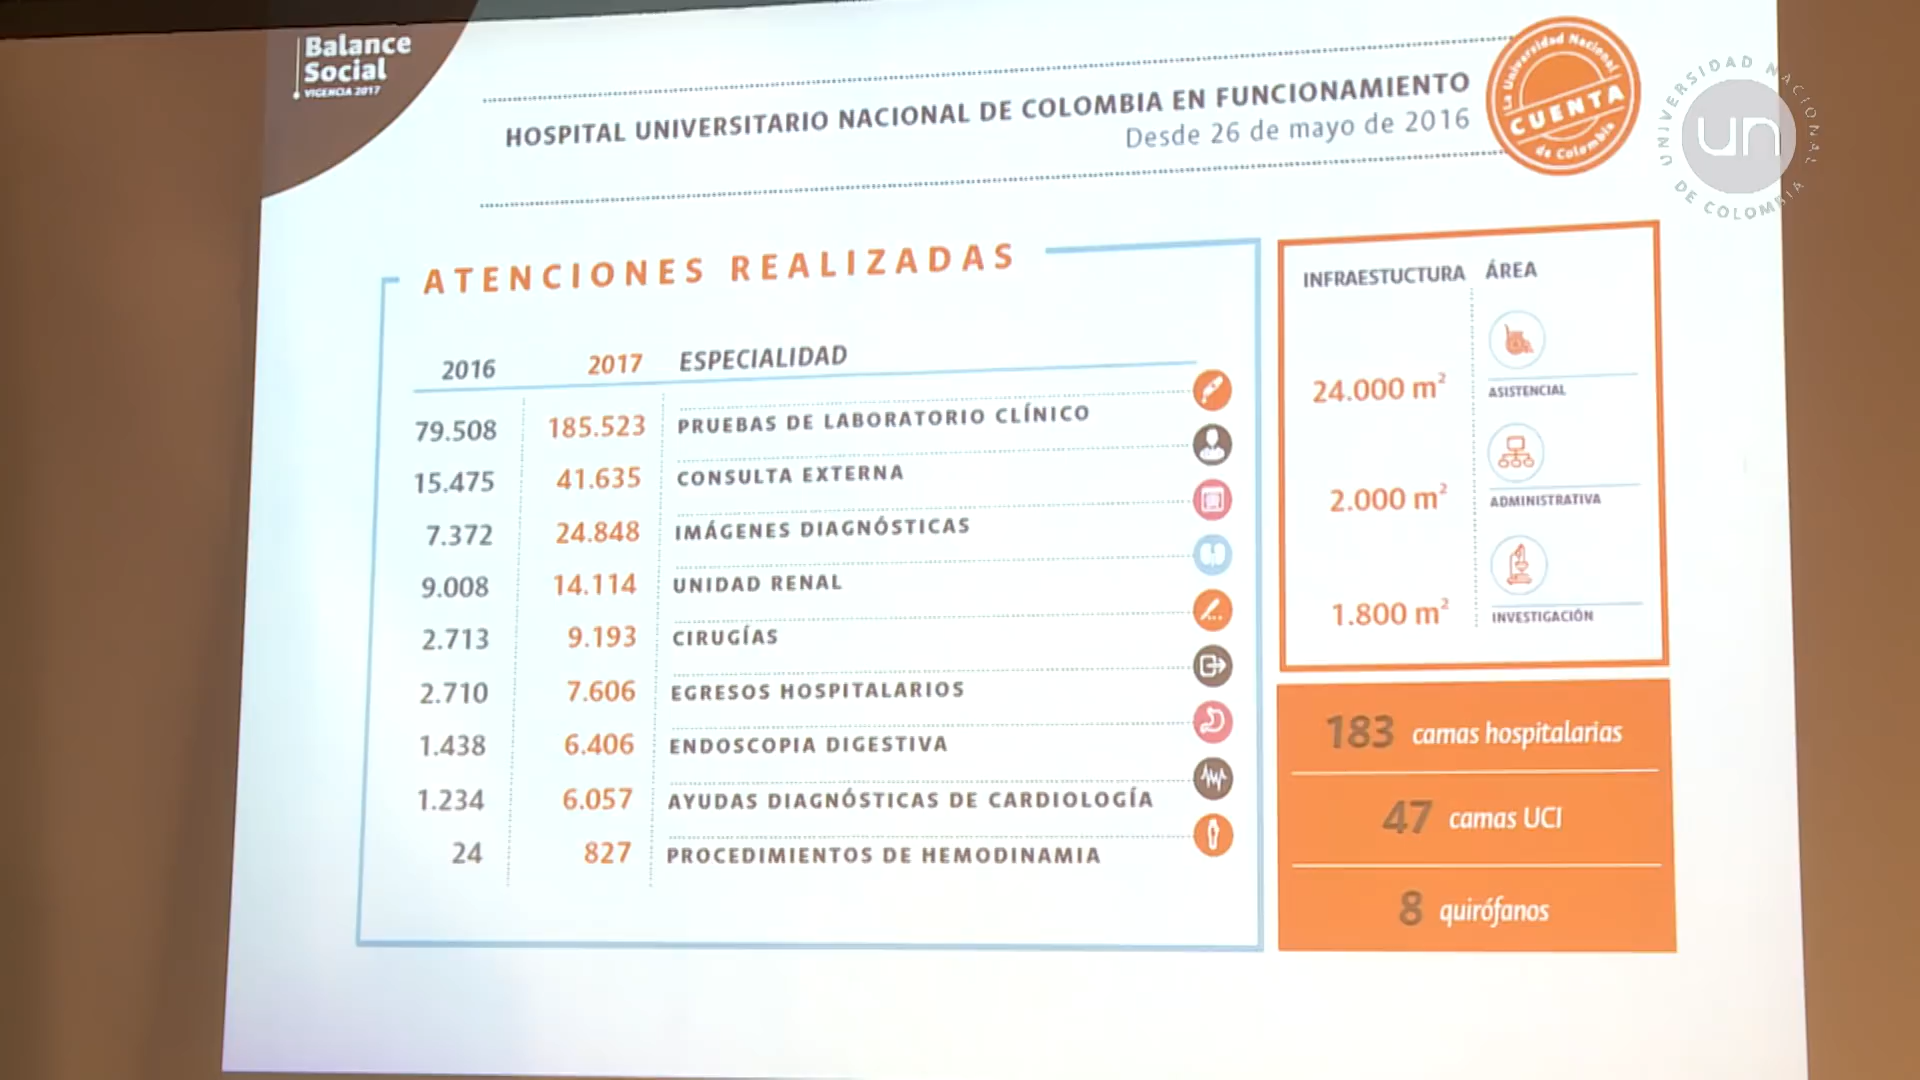 Balance
Social
VIGENCIA 2017
HOSPITAL UNIVERSITARIO NACIONAL DE COLOMBIA EN FUNCIONAMIENTO
Desde 26 de mayo de 2016
La Universidad Nacional
CUENTA
de Colombia
UNIVERSIDAD NACIONAL
un
DE COLOMBIA
ATENCIONES REALIZADAS
2016 2017 ESPECIALIDAD
79.508 185.523 PRUEBAS DE LABORATORIO CLÍNICO
15.475 41.635 CONSULTA EXTERNA
7.372 24.848 IMÁGENES DIAGNÓSTICAS
9.008 14.114 UNIDAD RENAL
2.713 9.193 CIRUGÍAS
2.710 7.606 EGRESOS HOSPITALARIOS
1.438 6.406 ENDOSCOPIA DIGESTIVA
1.234 6.057 AYUDAS DIAGNÓSTICAS DE CARDIOLOGÍA
24 827 PROCEDIMIENTOS DE HEMODINAMIA
INFRAESTUCTURA ÁREA
24.000 m² ASISTENCIAL
2.000 m² ADMINISTRATIVA
1.800 m² INVESTIGACIÓN
183 camas hospitalarias
47 camas UCI
8 quirófanos